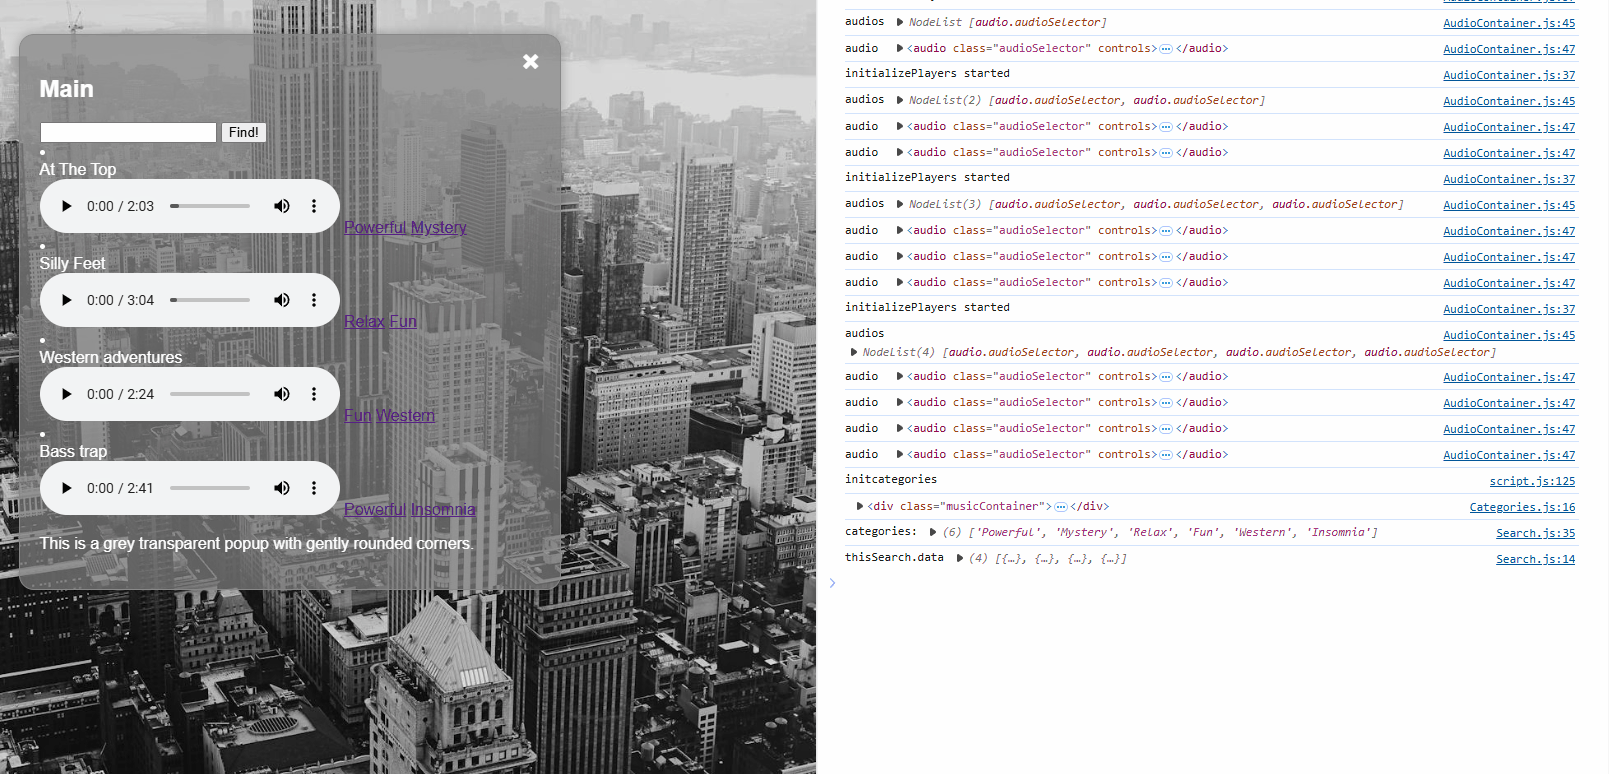 Main
Find!
At The Top
0:00 / 2:03
Powerful Mystery
Silly Feet
0:00 / 3:04
Relax Fun
Western adventures
0:00 / 2:24
Fun Western
Bass trap
0:00 / 2:41
Powerful Insomnia
This is a grey transparent popup with gently rounded corners.
audios ▶ NodeList [audio.audioSelector] AudioContainer.js:45
audio ▶ <audio class="audioSelector" controls>…</audio> AudioContainer.js:47
initializePlayers started AudioContainer.js:37
audios ▶ NodeList(2) [audio.audioSelector, audio.audioSelector] AudioContainer.js:45
audio ▶ <audio class="audioSelector" controls>…</audio> AudioContainer.js:47
audio ▶ <audio class="audioSelector" controls>…</audio> AudioContainer.js:47
initializePlayers started AudioContainer.js:37
audios ▶ NodeList(3) [audio.audioSelector, audio.audioSelector, audio.audioSelector] AudioContainer.js:45
audio ▶ <audio class="audioSelector" controls>…</audio> AudioContainer.js:47
audio ▶ <audio class="audioSelector" controls>…</audio> AudioContainer.js:47
audio ▶ <audio class="audioSelector" controls>…</audio> AudioContainer.js:47
initializePlayers started AudioContainer.js:37
audios AudioContainer.js:45
▶ NodeList(4) [audio.audioSelector, audio.audioSelector, audio.audioSelector, audio.audioSelector]
audio ▶ <audio class="audioSelector" controls>…</audio> AudioContainer.js:47
audio ▶ <audio class="audioSelector" controls>…</audio> AudioContainer.js:47
audio ▶ <audio class="audioSelector" controls>…</audio> AudioContainer.js:47
audio ▶ <audio class="audioSelector" controls>…</audio> AudioContainer.js:47
initcategories script.js:125
▶ <div class="musicContainer">…</div> Categories.js:16
categories: ▶ (6) ['Powerful', 'Mystery', 'Relax', 'Fun', 'Western', 'Insomnia'] Search.js:35
thisSearch.data ▶ (4) [{…}, {…}, {…}, {…}] Search.js:14